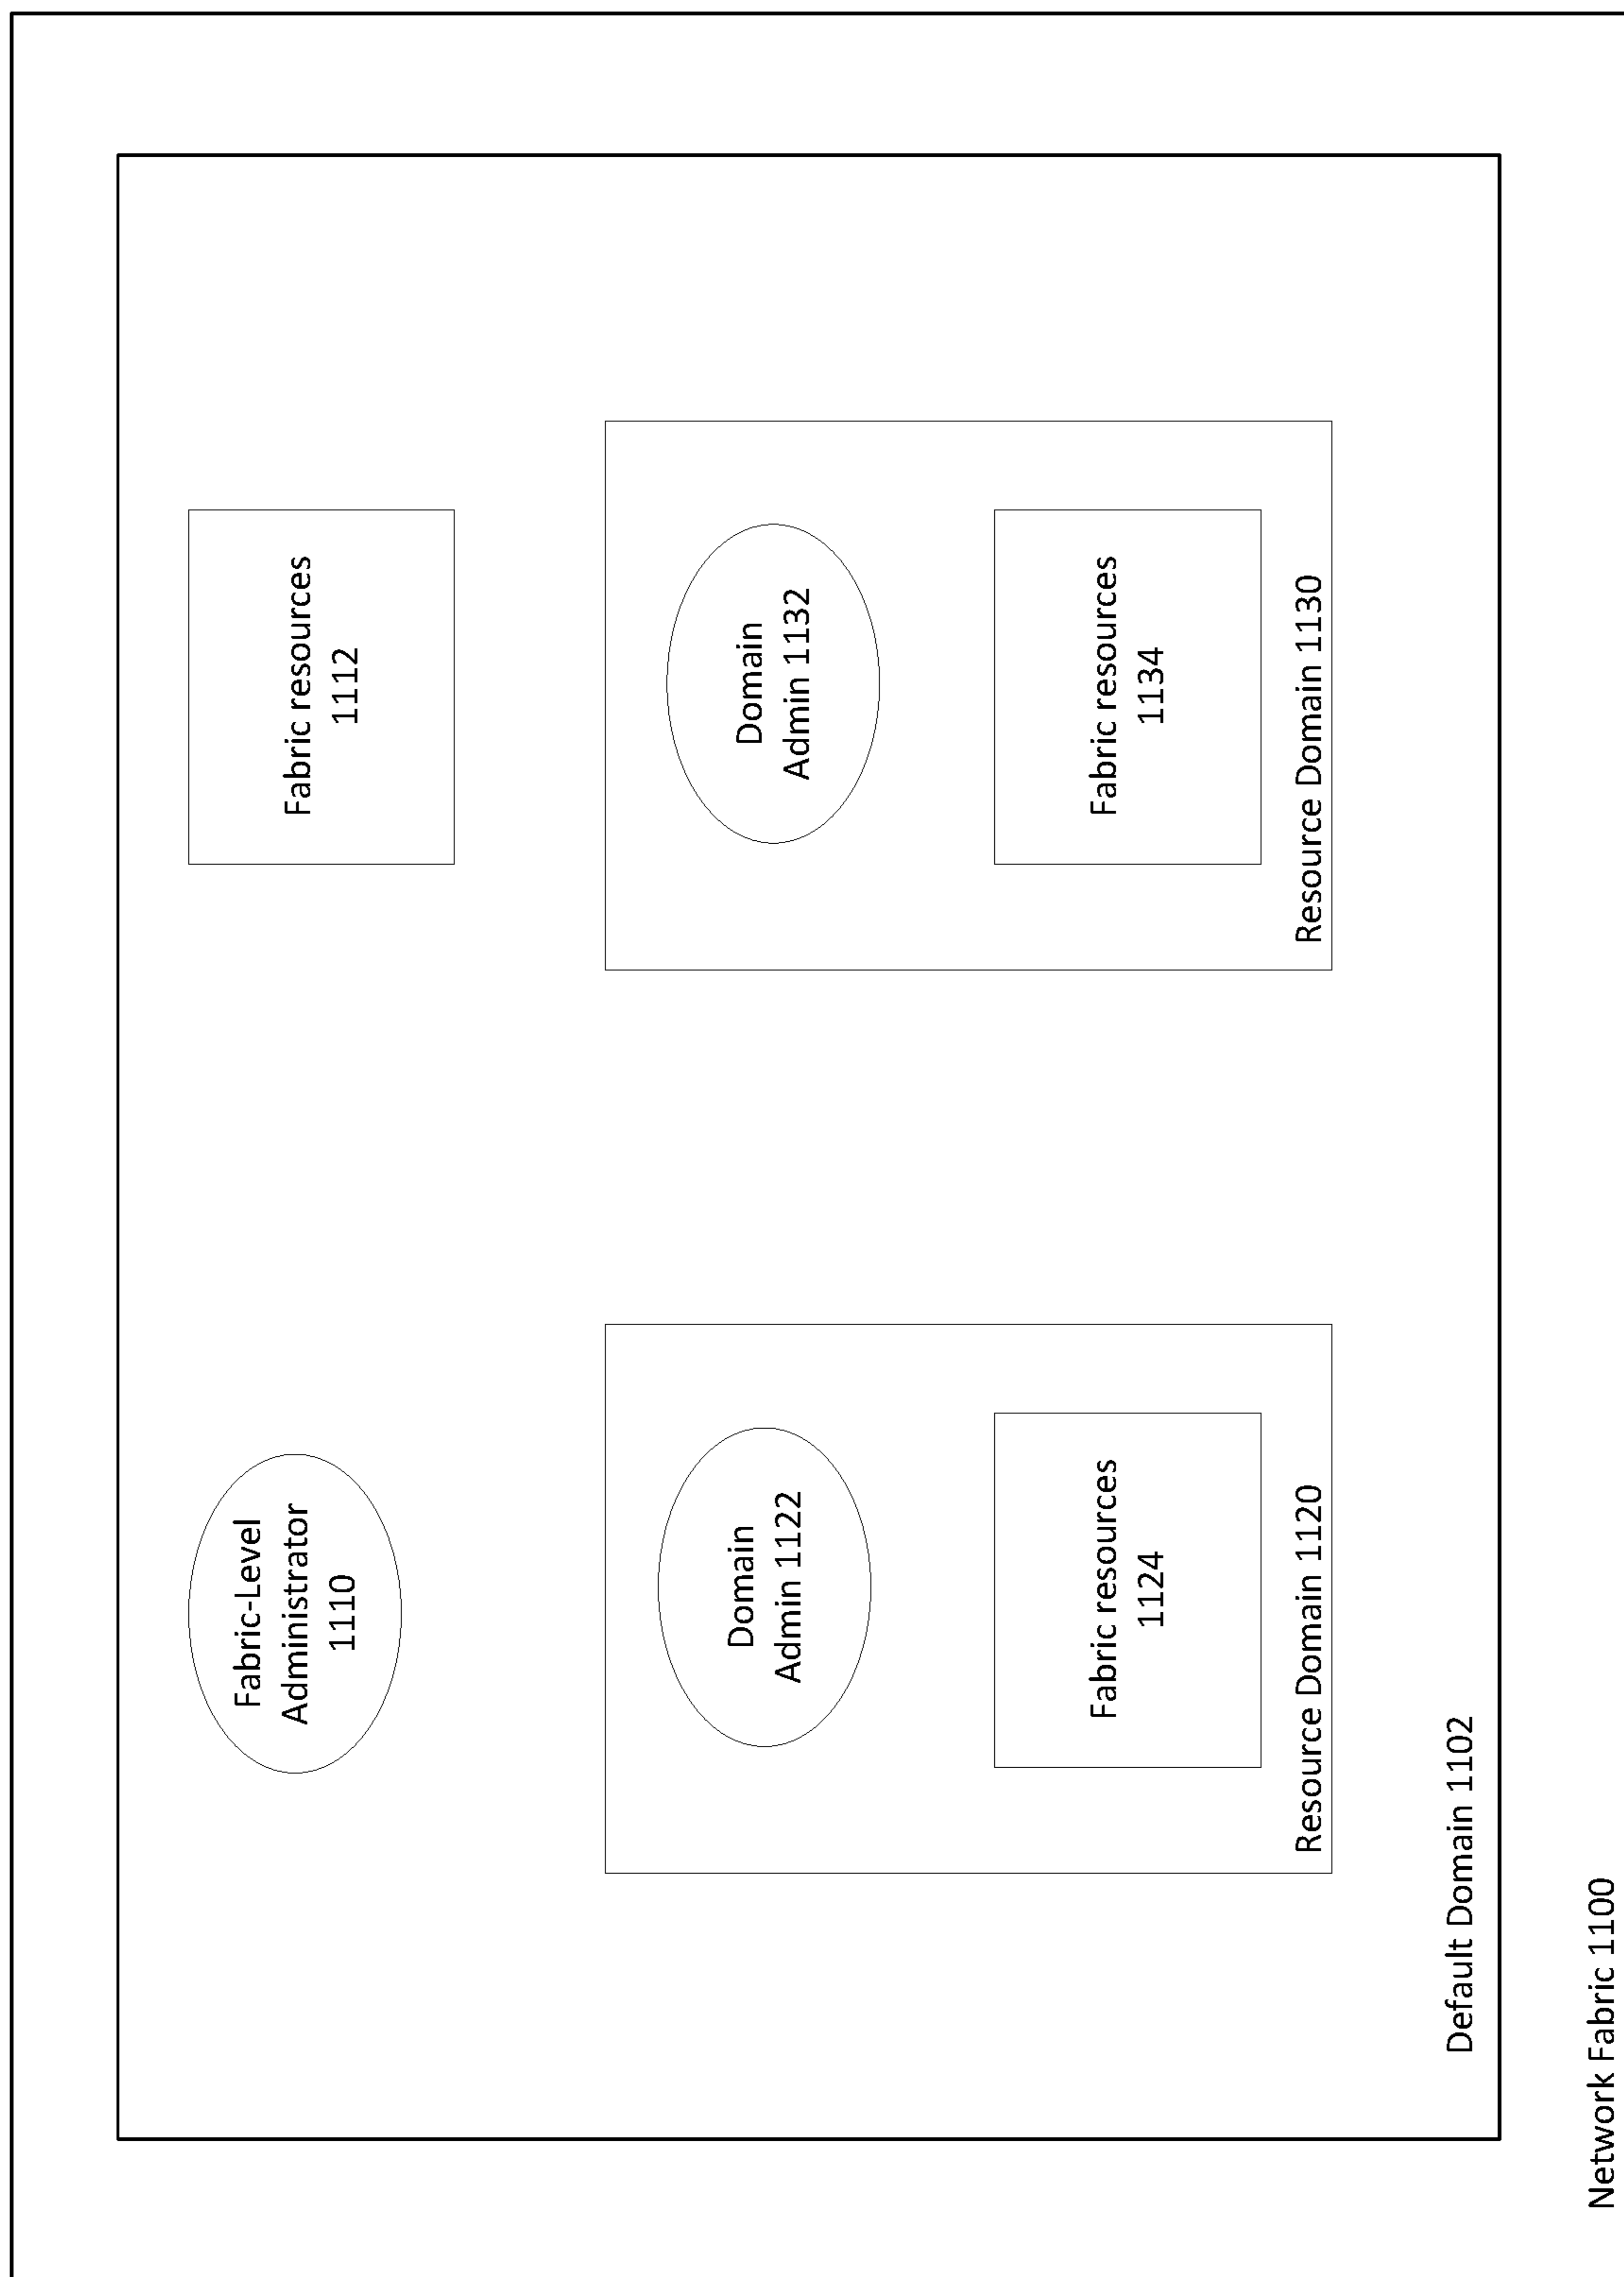 Fabric-Level
Administrator
1110
Fabric resources
1112
Domain
Admin 1122
Fabric resources
1124
Resource Domain 1120
Domain
Admin 1132
Fabric resources
1134
Resource Domain 1130
Default Domain 1102
Network Fabric 1100